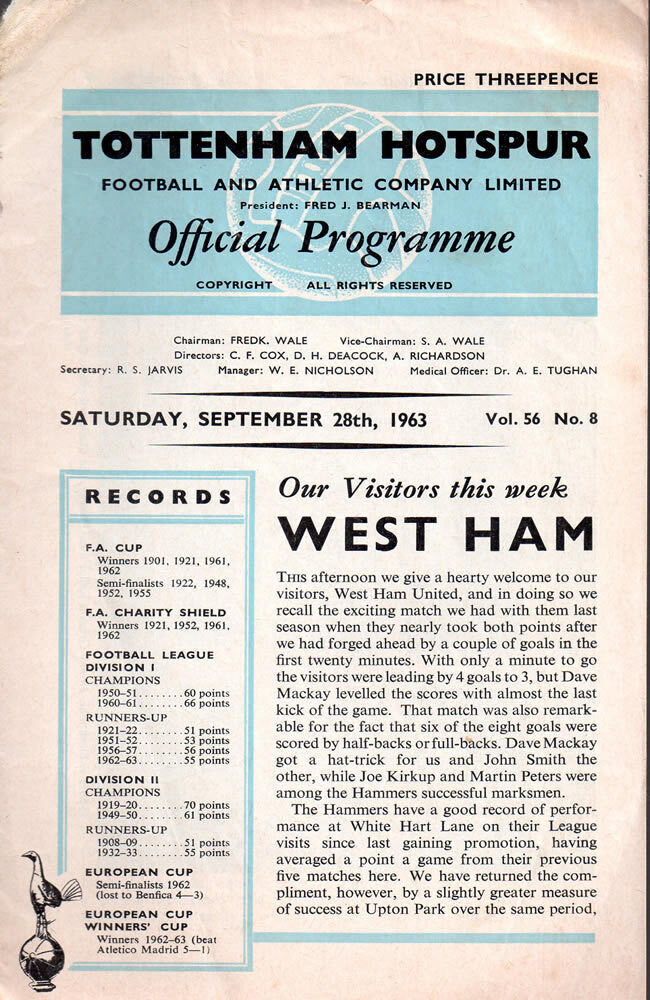 PRICE THREEPENCE
TOTTENHAM HOTSPUR
FOOTBALL AND ATHLETIC COMPANY LIMITED
President: FRED J. BEARMAN
Official Programme
COPYRIGHT ALL RIGHTS RESERVED
Chairman: FREDK. WALE Vice-Chairman: S. A. WALE
Directors: C. F. COX, D. H. DEACOCK, A. RICHARDSON
Secretary: R. S. JARVIS Manager: W. E. NICHOLSON Medical Officer: Dr. A. E. TUGHAN
SATURDAY, SEPTEMBER 28th, 1963 Vol. 56 No. 8
RECORDS
F.A. CUP
Winners 1901, 1921, 1961,
1962
Semi-finalists 1922, 1948,
1952, 1955
F.A. CHARITY SHIELD
Winners 1921, 1952, 1961,
1962
FOOTBALL LEAGUE
DIVISION I
CHAMPIONS
1950–51........60 points
1960–61........66 points
RUNNERS-UP
1921–22........51 points
1951–52........53 points
1956–57........56 points
1962–63........55 points
DIVISION II
CHAMPIONS
1919–20........70 points
1949–50........61 points
RUNNERS-UP
1908–09........51 points
1932–33........55 points
EUROPEAN CUP
Semi-finalists 1962
(lost to Benfica 4—3)
EUROPEAN CUP
WINNERS' CUP
Winners 1962–63 (beat
Atletico Madrid 5—1)
Our Visitors this week
WEST HAM
THIS afternoon we give a hearty welcome to our
visitors, West Ham United, and in doing so we
recall the exciting match we had with them last
season when they nearly took both points after
we had forged ahead by a couple of goals in the
first twenty minutes. With only a minute to go
the visitors were leading by 4 goals to 3, but Dave
Mackay levelled the scores with almost the last
kick of the game. That match was also remark-
able for the fact that six of the eight goals were
scored by half-backs or full-backs. Dave Mackay
got a hat-trick for us and John Smith the
other, while Joe Kirkup and Martin Peters were
among the Hammers successful marksmen.
The Hammers have a good record of perfor-
mance at White Hart Lane on their League
visits since last gaining promotion, having
averaged a point a game from their previous
five matches here. We have returned the com-
pliment, however, by a slightly greater measure
of success at Upton Park over the same period,